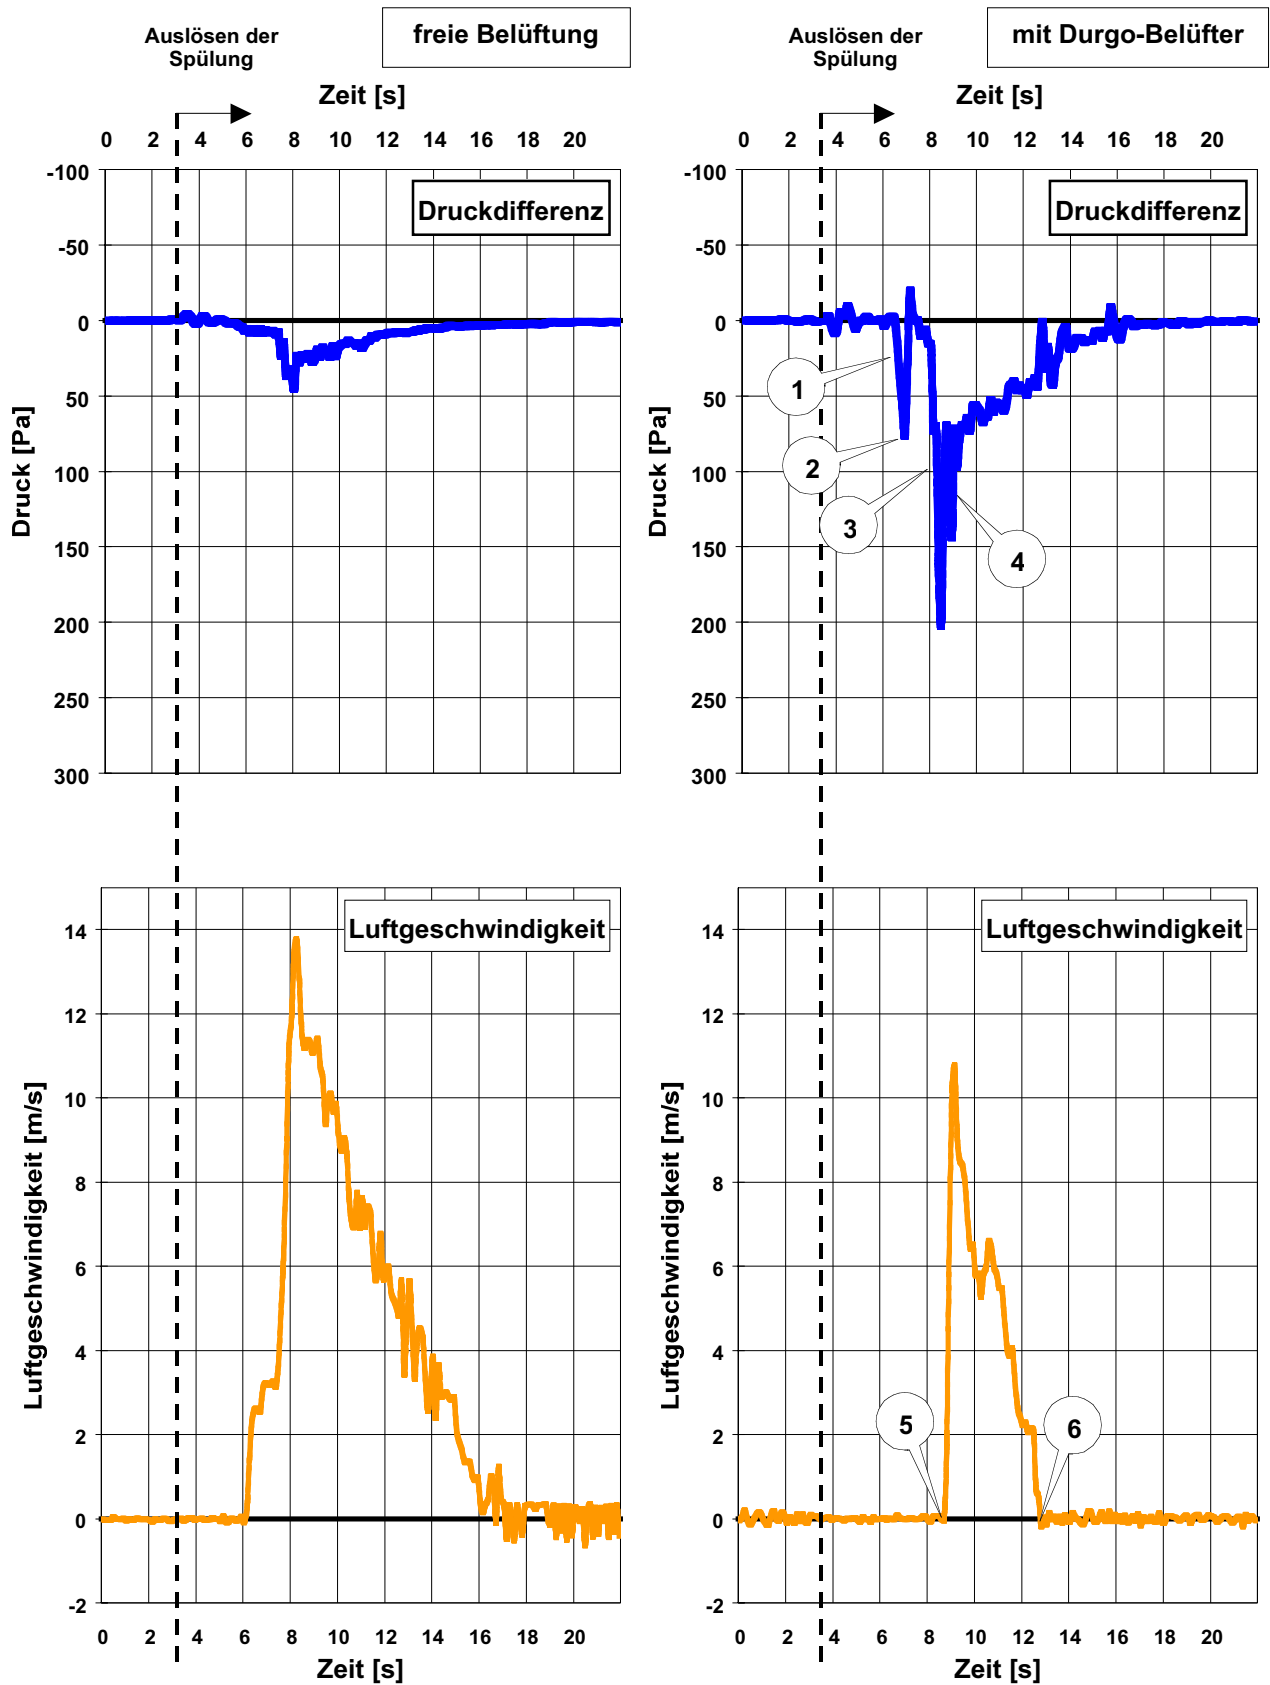 Auslösen der
Spülung
freie Belüftung
Zeit [s]
0 2 4 6 8 10 12 14 16 18 20
-100
-50
0
50
100
150
200
250
300
Druck [Pa]
Druckdifferenz
Auslösen der
Spülung
mit Durgo-Belüfter
Zeit [s]
0 2 4 6 8 10 12 14 16 18 20
-100
-50
0
50
100
150
200
250
300
Druck [Pa]
Druckdifferenz
1
2
3
4
14
12
10
8
6
4
2
0
-2
Luftgeschwindigkeit [m/s]
Luftgeschwindigkeit
0 2 4 6 8 10 12 14 16 18 20
Zeit [s]
14
12
10
8
6
4
2
0
-2
Luftgeschwindigkeit [m/s]
Luftgeschwindigkeit
5
6
0 2 4 6 8 10 12 14 16 18 20
Zeit [s]